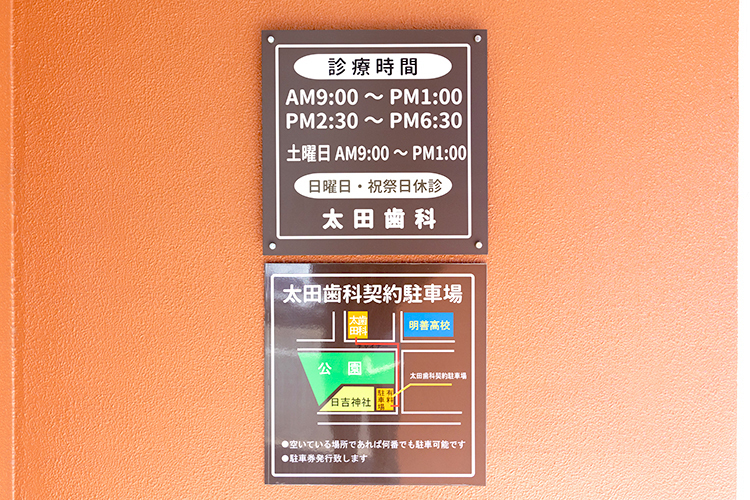 診療時間
AM9:00 ～ PM1:00
PM2:30 ～ PM6:30
土曜日 AM9:00 ～ PM1:00
日曜日・祝祭日休診
太田歯科
太田歯科契約駐車場
太田歯科
明善高校
公園
太田歯科契約駐車場
日吉神社
有料駐車場
●空いている場所であれば何番でも駐車可能です
●駐車券発行致します